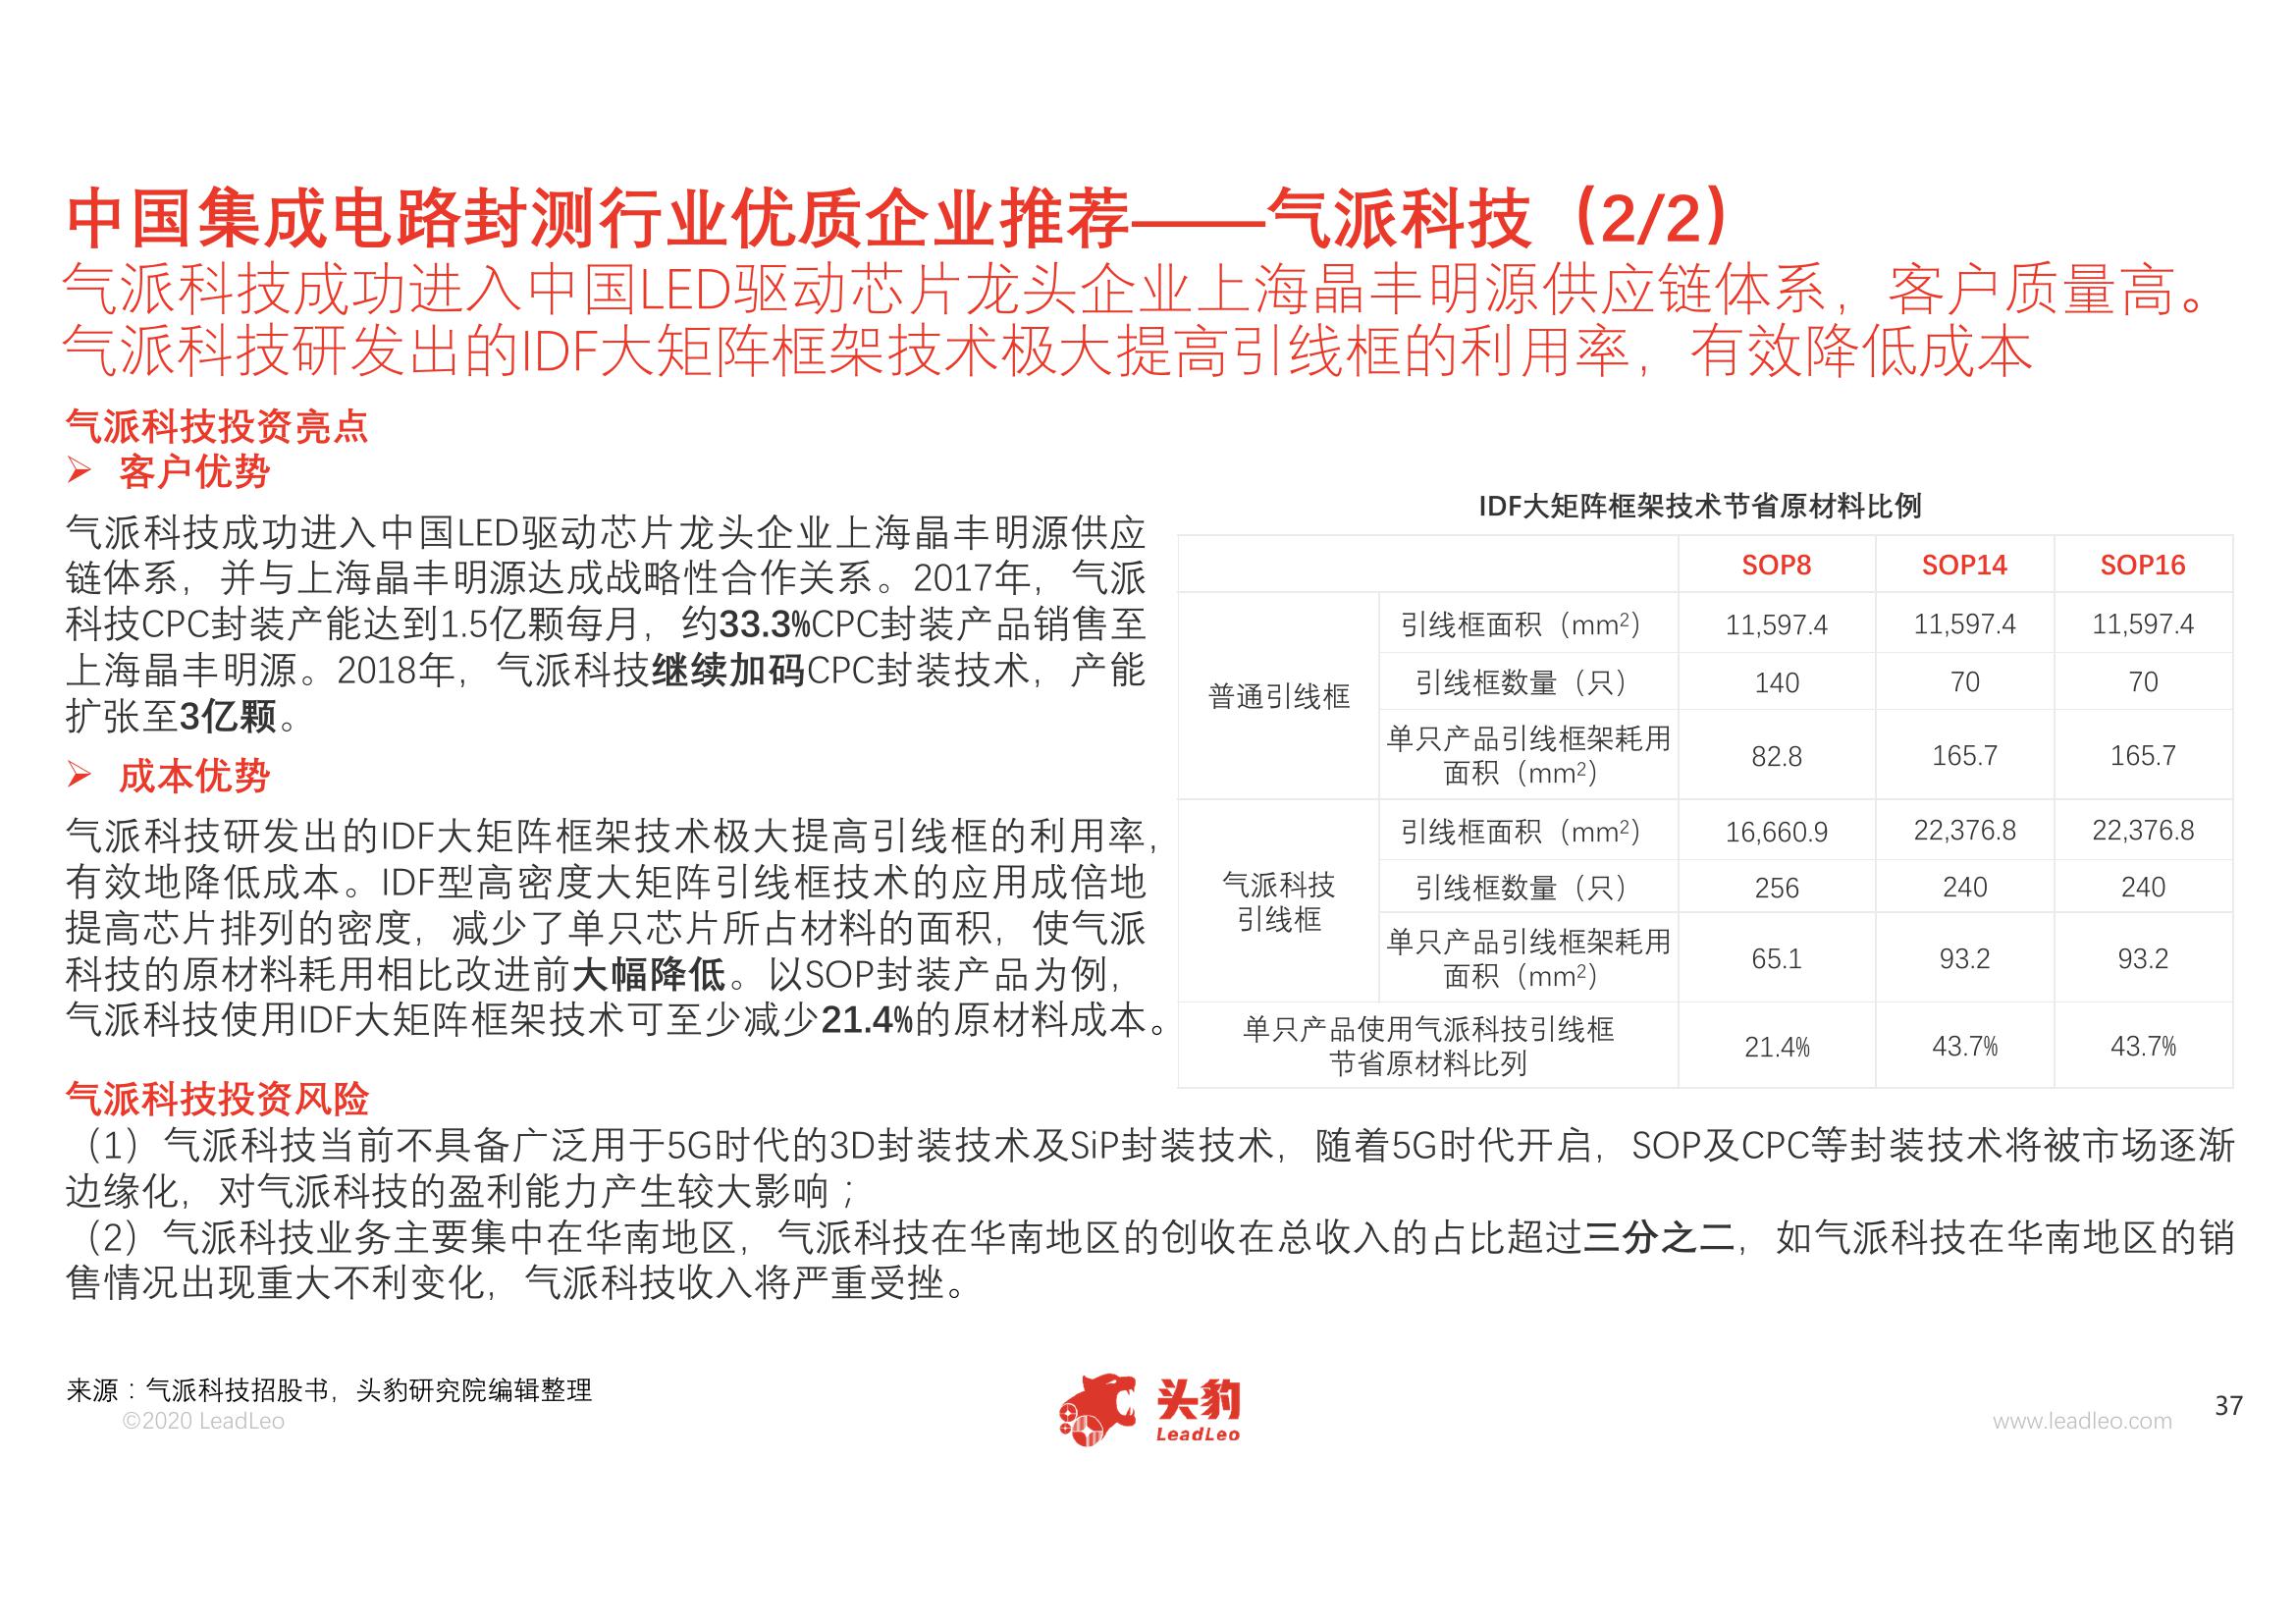 中国集成电路封测行业优质企业推荐——气派科技（2/2）
气派科技成功进入中国LED驱动芯片龙头企业上海晶丰明源供应链体系，客户质量高。
气派科技研发出的IDF大矩阵框架技术极大提高引线框的利用率，有效降低成本
气派科技投资亮点
➢ 客户优势
气派科技成功进入中国LED驱动芯片龙头企业上海晶丰明源供应
链体系，并与上海晶丰明源达成战略性合作关系。2017年，气派
科技CPC封装产能达到1.5亿颗每月，约33.3%CPC封装产品销售至
上海晶丰明源。2018年，气派科技继续加码CPC封装技术，产能
扩张至3亿颗。
➢ 成本优势
气派科技研发出的IDF大矩阵框架技术极大提高引线框的利用率，
有效地降低成本。IDF型高密度大矩阵引线框技术的应用成倍地
提高芯片排列的密度，减少了单只芯片所占材料的面积，使气派
科技的原材料耗用相比改进前大幅降低。以SOP封装产品为例，
气派科技使用IDF大矩阵框架技术可至少减少21.4%的原材料成本。
IDF大矩阵框架技术节省原材料比例
SOP8 SOP14 SOP16
普通引线框
引线框面积（mm²） 11,597.4 11,597.4 11,597.4
引线框数量（只） 140 70 70
单只产品引线框架耗用
面积（mm²） 82.8 165.7 165.7
气派科技
引线框
引线框面积（mm²） 16,660.9 22,376.8 22,376.8
引线框数量（只） 256 240 240
单只产品引线框架耗用
面积（mm²） 65.1 93.2 93.2
单只产品使用气派科技引线框
节省原材料比列 21.4% 43.7% 43.7%
气派科技投资风险
（1）气派科技当前不具备广泛用于5G时代的3D封装技术及SiP封装技术，随着5G时代开启，SOP及CPC等封装技术将被市场逐渐
边缘化，对气派科技的盈利能力产生较大影响；
（2）气派科技业务主要集中在华南地区，气派科技在华南地区的创收在总收入的占比超过三分之二，如气派科技在华南地区的销
售情况出现重大不利变化，气派科技收入将严重受挫。
来源：气派科技招股书，头豹研究院编辑整理
©2020 LeadLeo
头豹
LeadLeo
www.leadleo.com
37